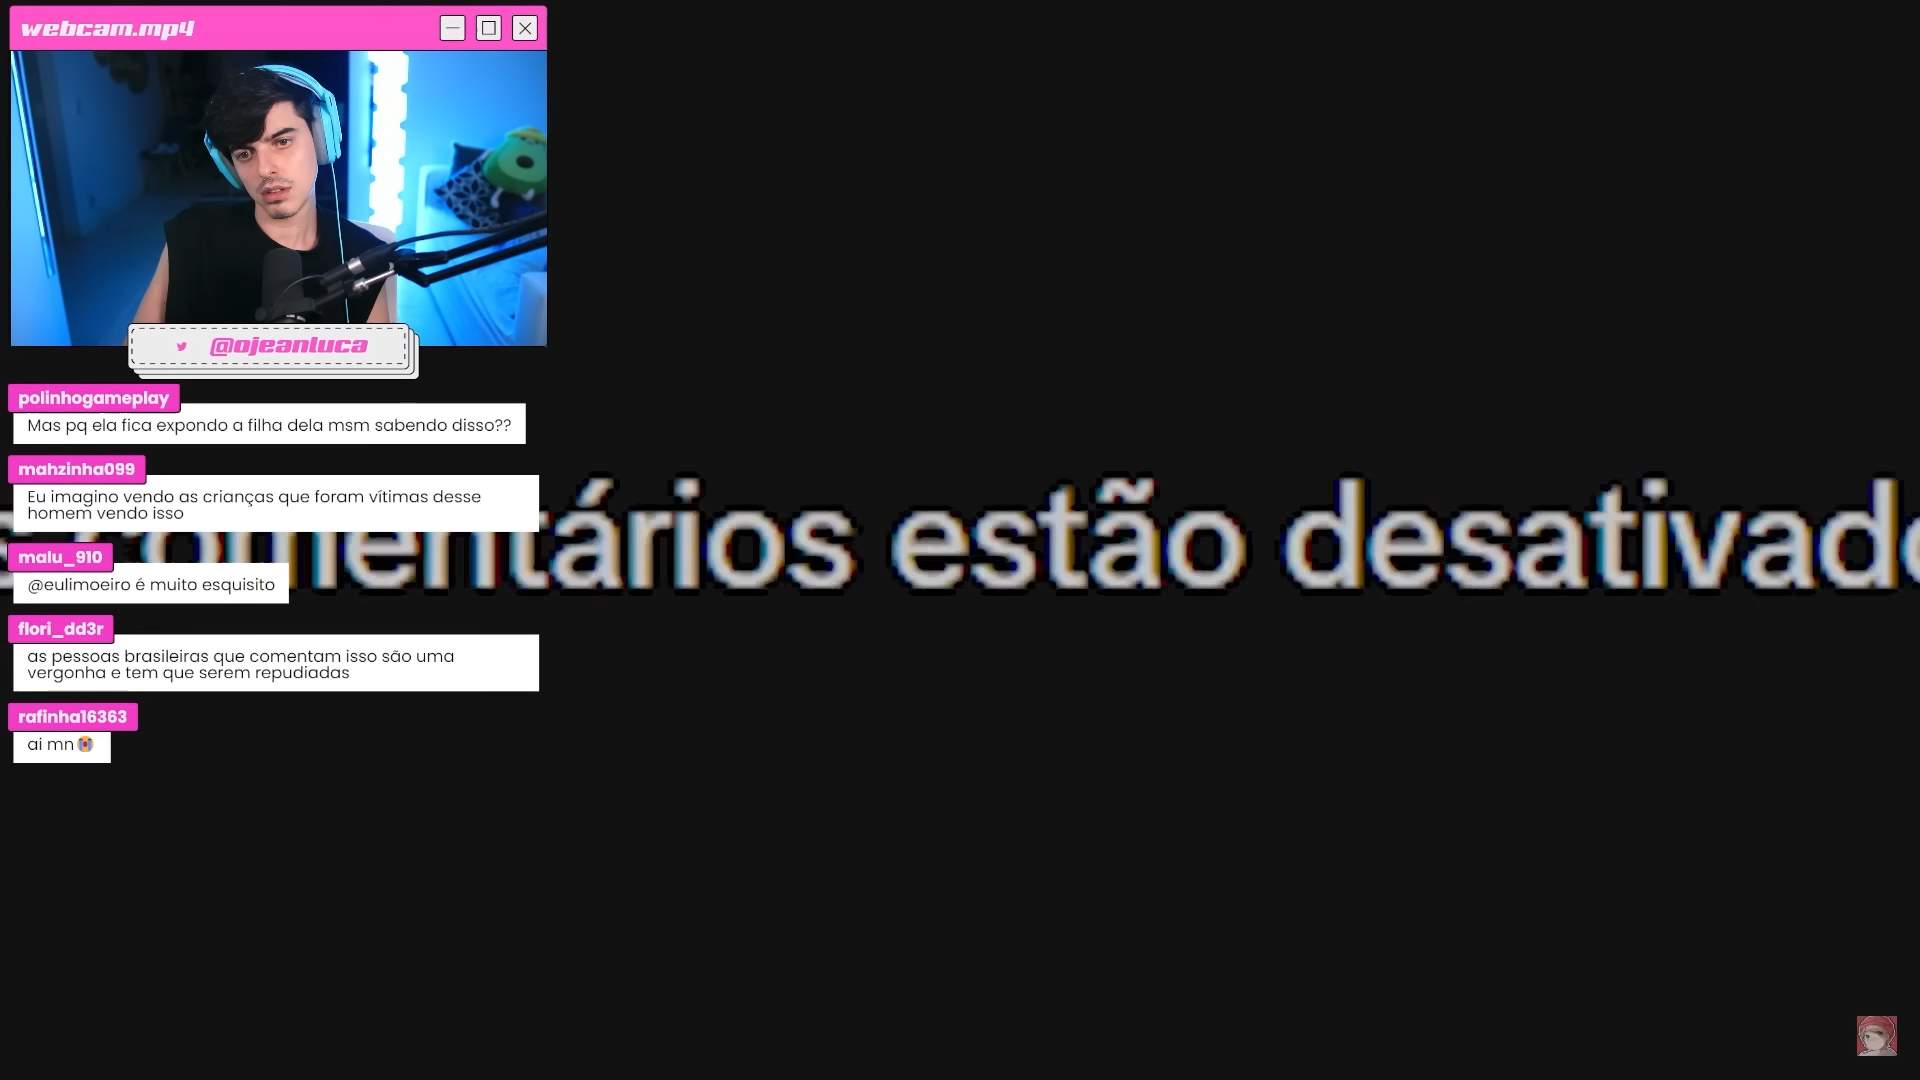 webcam.mp4
@ojeanluca
polinhogameplay
Mas pq ela fica expondo a filha dela msm sabendo disso??
mahzinha099
Eu imagino vendo as crianças que foram vítimas desse
homem vendo isso
comentários estão desativado
malu_910
@eulimoeiro é muito esquisito
flori_dd3r
as pessoas brasileiras que comentam isso são uma
vergonha e tem que serem repudiadas
rafinha16363
ai mn 😭